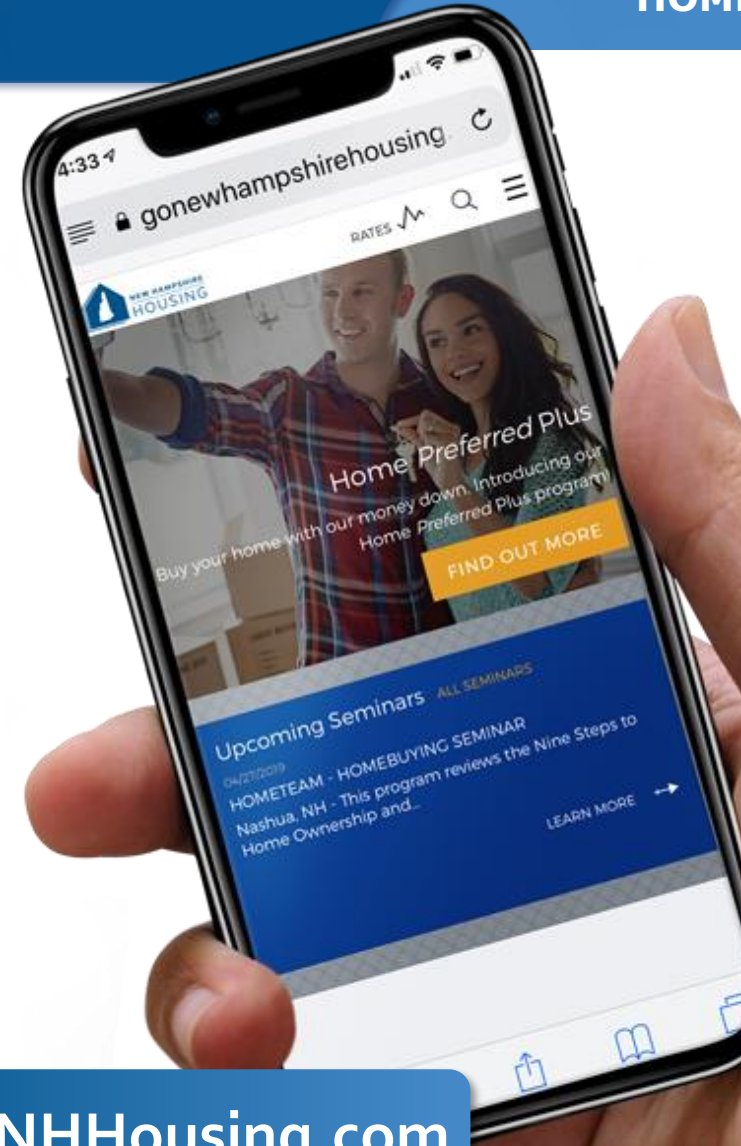 4:33
gonewhampshirehousing.
RATES
NEW HAMPSHIRE
HOUSING
Home Preferred Plus
Buy your home with our money down. Introducing our
Home Preferred Plus program!
FIND OUT MORE
Upcoming Seminars ALL SEMINARS
04/27/2019
HOMETEAM - HOMEBUYING SEMINAR
Nashua, NH - This program reviews the Nine Steps to
Home Ownership and...
LEARN MORE
NHHousing.com